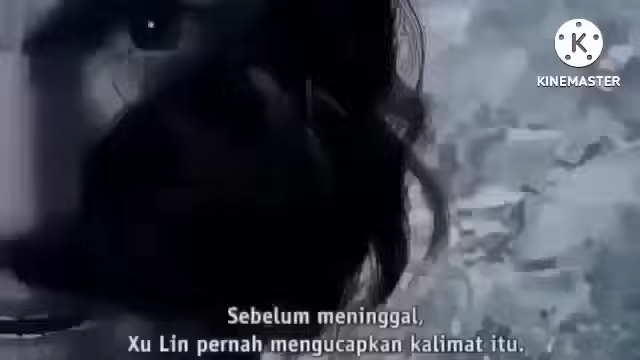 KINEMASTER
Sebelum meninggal,
Xu Lin pernah mengucapkan kalimat itu.